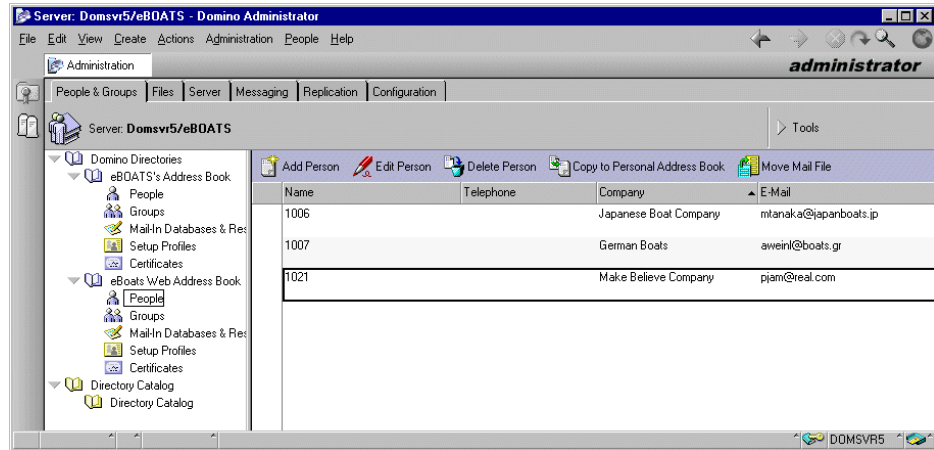 Server: Domsvr5/eBOATS - Domino Administrator
File Edit View Create Actions Administration People Help
Administration
administrator
People & Groups Files Server Messaging Replication Configuration
Server: Domsvr5/eBOATS
Tools
Domino Directories
eBOATS's Address Book
People
Groups
Mail-In Databases & Res
Setup Profiles
Certificates
eBoats Web Address Book
People
Groups
Mail-In Databases & Res
Setup Profiles
Certificates
Directory Catalog
Directory Catalog
Add Person Edit Person Delete Person Copy to Personal Address Book Move Mail File
Name Telephone Company E-Mail
1006 Japanese Boat Company mtanaka@japanboats.jp
1007 German Boats aweinl@boats.gr
1021 Make Believe Company pjam@real.com
DOMSVR5